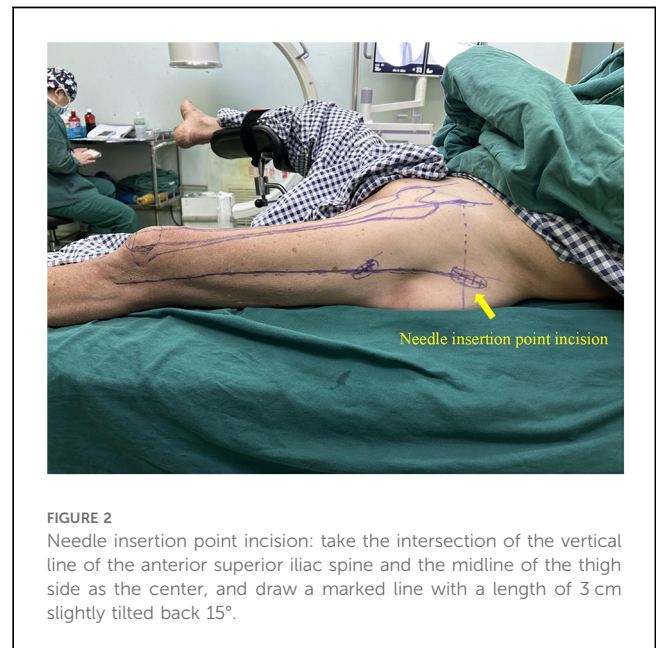 Needle insertion point incision
FIGURE 2
Needle insertion point incision: take the intersection of the vertical
line of the anterior superior iliac spine and the midline of the thigh
side as the center, and draw a marked line with a length of 3 cm
slightly tilted back 15°.